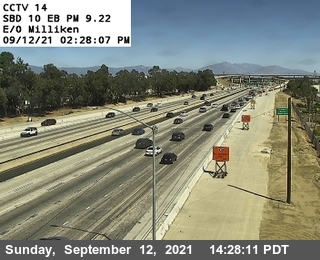 CCTV 14
SBD 10 EB PM 9.22
E/O Milliken
09/12/21 02:28:07 PM
Sunday, September 12, 2021 14:28:11 PDT